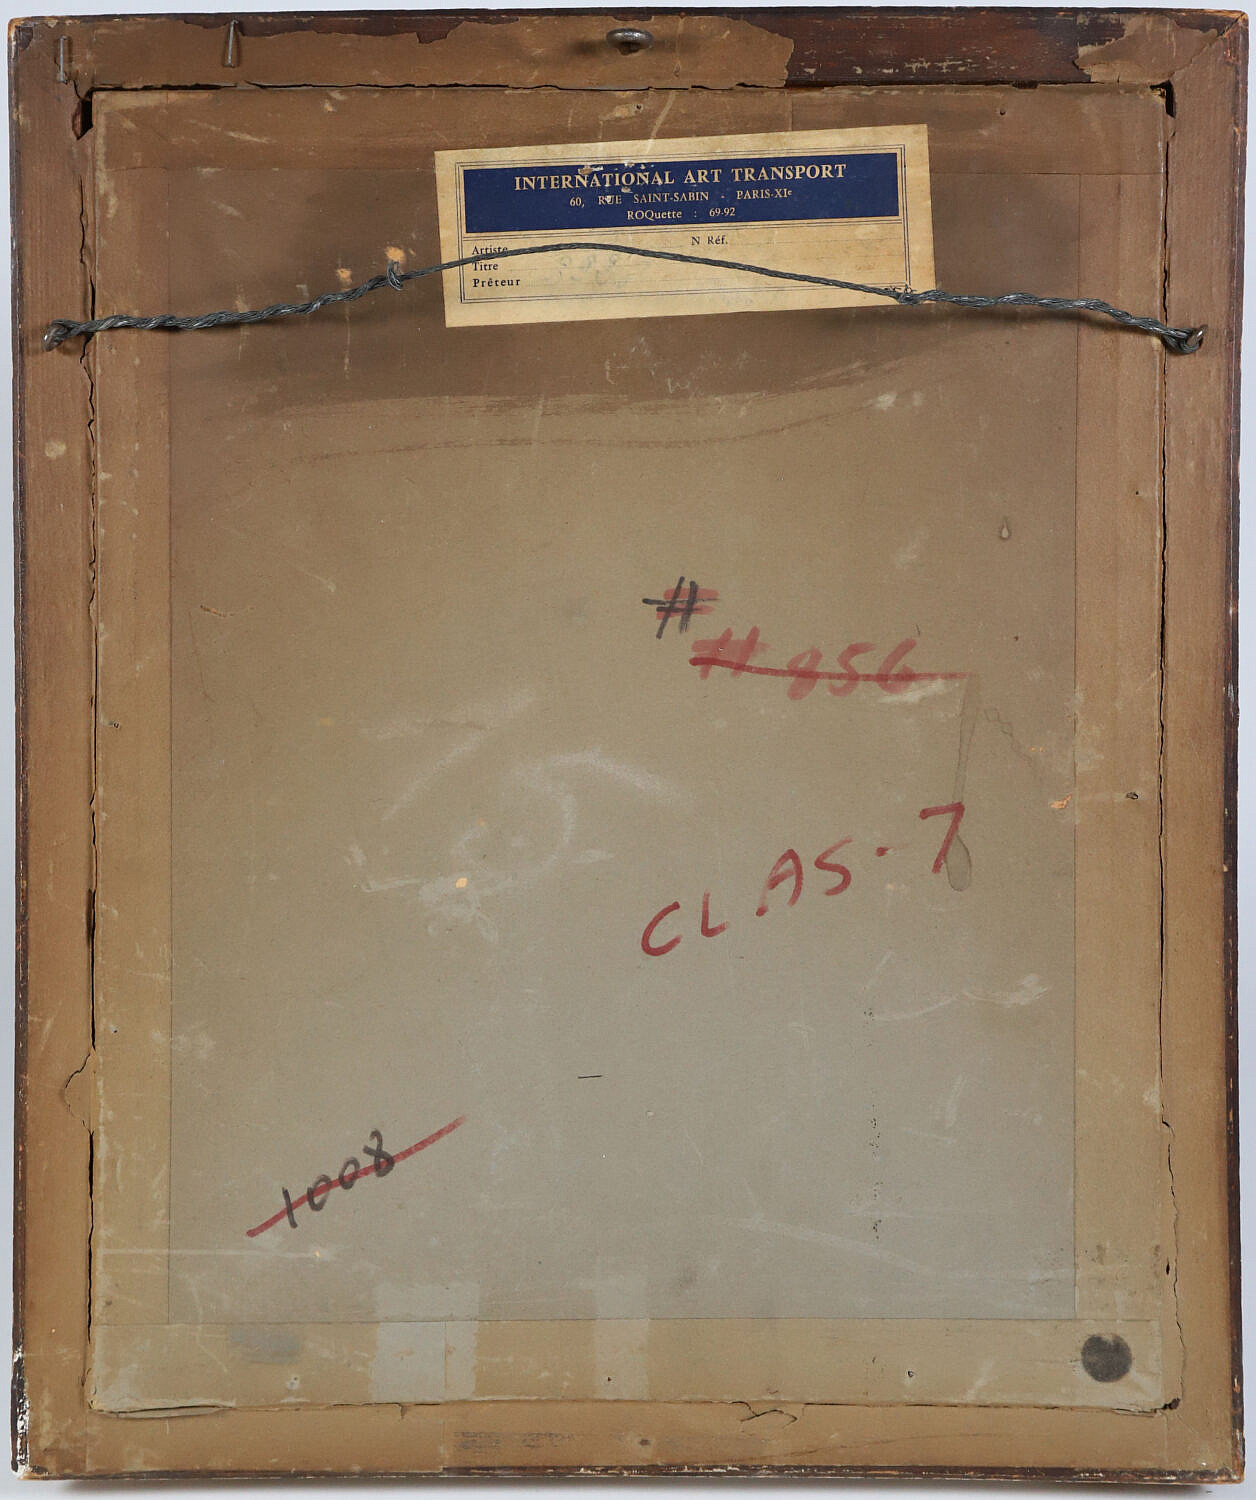 INTERNATIONAL ART TRANSPORT
60, RUE SAINT-SABIN - PARIS-XIe
ROQuette : 69-92
Artiste
N Réf.
Titre
Prêteur
#
# 856
CLAS-7
1008